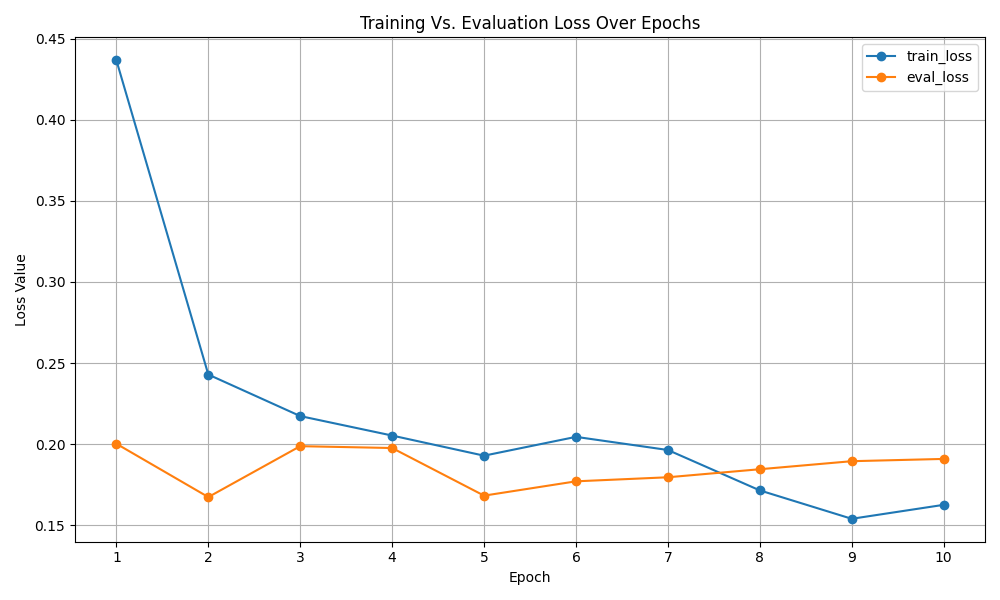 Training Vs. Evaluation Loss Over Epochs
train_loss
eval_loss
Loss Value
0.45
0.40
0.35
0.30
0.25
0.20
0.15
1 2 3 4 5 6 7 8 9 10
Epoch